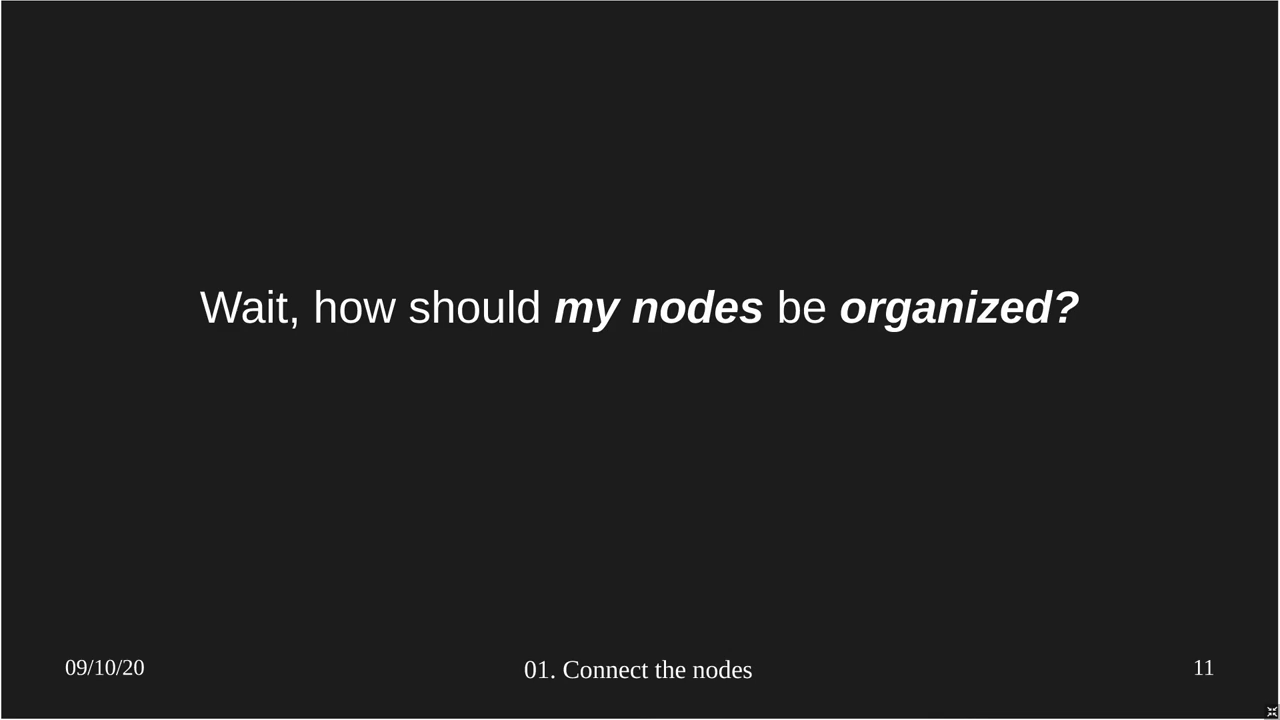 Wait, how should my nodes be organized?
09/10/20
01. Connect the nodes
11